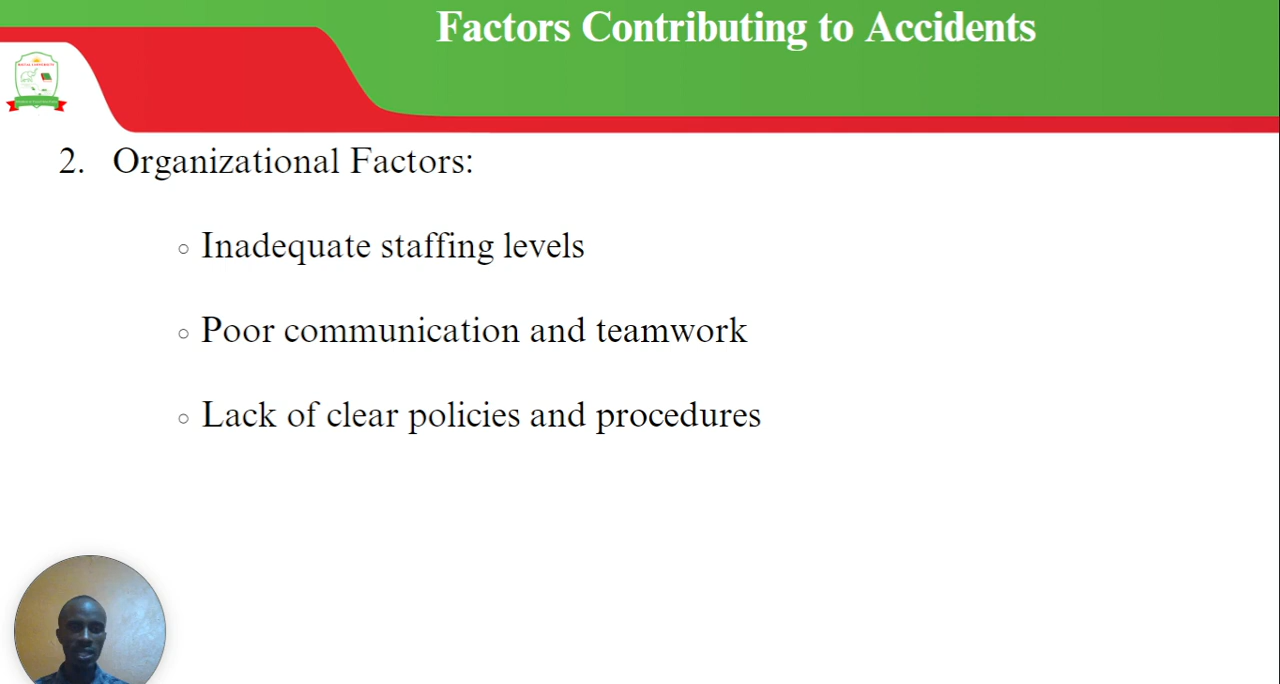 Factors Contributing to Accidents
2. Organizational Factors:
○ Inadequate staffing levels
○ Poor communication and teamwork
○ Lack of clear policies and procedures